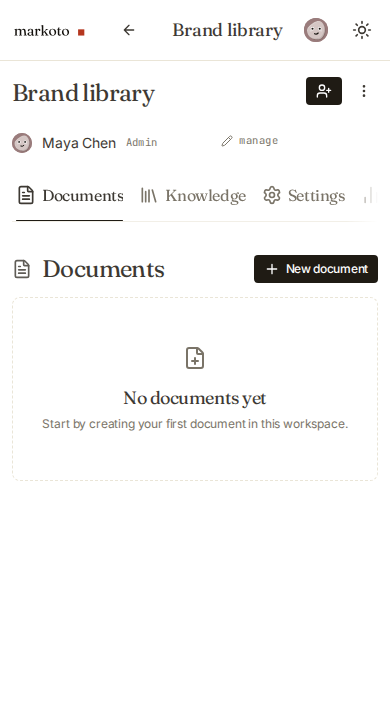 markoto
Brand library
Brand library
Maya Chen Admin manage
Documents Knowledge Settings
Documents
New document
No documents yet
Start by creating your first document in this workspace.